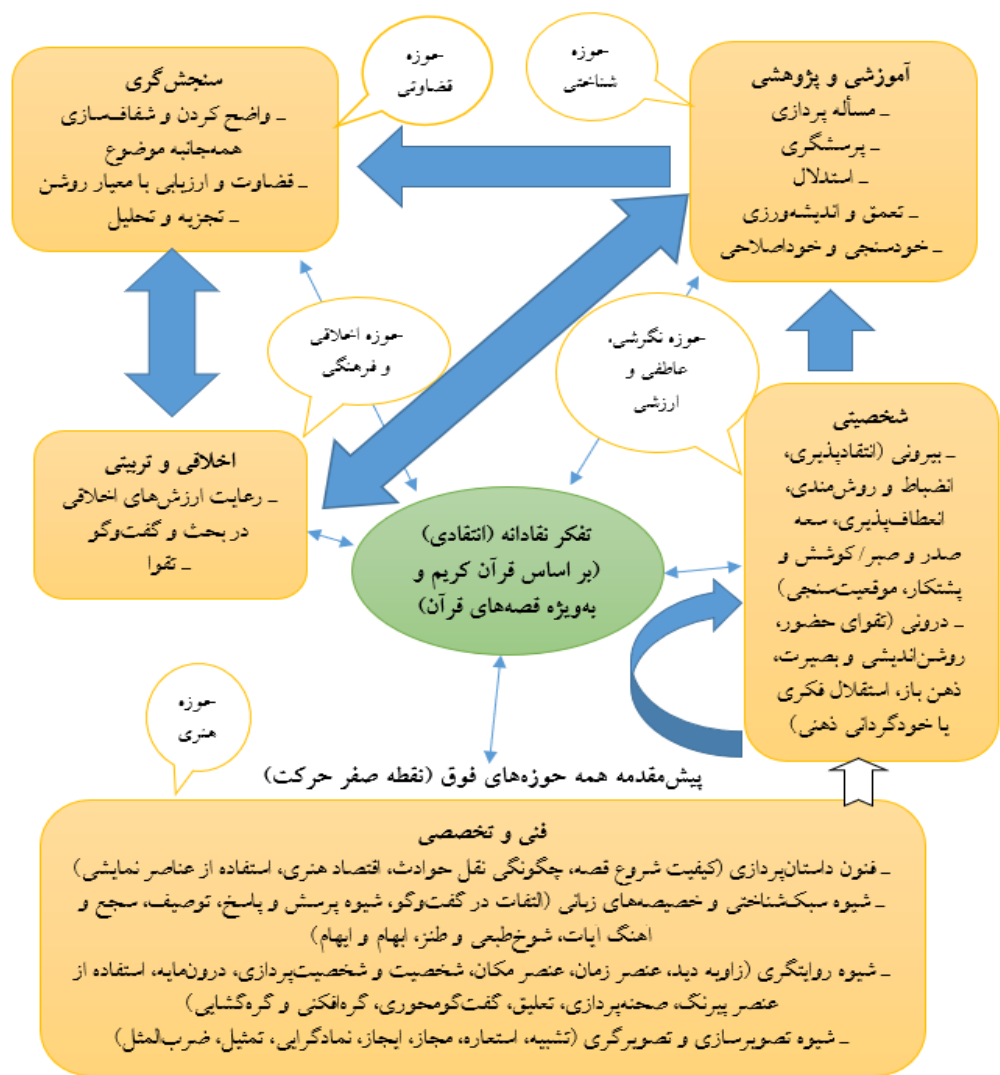 حوزه
شناختی
آموزشی و پژوهشی
ـ مسأله پردازی
ـ پرسشگری
ـ استدلال
ـ تعمق و اندیشه‌ورزی
ـ خودسنجی و خوداصلاحی
حوزه
قضاوتی
سنجش‌گری
ـ واضح کردن و شفاف‌سازی
همه‌جانبه موضوع
ـ قضاوت و ارزیابی با معیار روشن
ـ تجزیه و تحلیل
حوزه نگرشی،
عاطفی و
ارزشی
شخصیتی
ـ بیرونی (انتقادپذیری،
انضباط و روش‌مندی،
انعطاف‌پذیری، سعه
صدر و صبر/ کوشش و
پشتکار، موقعیت‌سنجی)
ـ درونی (تقوای حضور،
روشن‌اندیشی و بصیرت،
ذهن باز، استقلال فکری
یا خودگردانی ذهنی)
حوزه اخلاقی
و فرهنگی
اخلاقی و تربیتی
ـ رعایت ارزش‌های اخلاقی
در بحث و گفت‌وگو
ـ تقوا
تفکر نقادانه (انتقادی)
(بر اساس قرآن کریم و
به‌ویژه قصه‌های قرآن)
حوزه
هنری
پیش‌مقدمه همه حوزه‌های فوق (نقطه صفر حرکت)
فنی و تخصصی
ـ فنون داستان‌پردازی (کیفیت شروع قصه، چگونگی نقل حوادث، اقتصاد هنری، استفاده از عناصر نمایشی)
ـ شیوه سبک‌شناختی و خصیصه‌های زبانی (التفات در گفت‌وگو، شیوه پرسش و پاسخ، توصیف، سجع و
اهنگ ایات، شوخ‌طبعی و طنز، ابهام و ایهام)
ـ شیوه روایتگری (زاویه دید، عنصر زمان، عنصر مکان، شخصیت و شخصیت‌پردازی، درون‌مایه، استفاده از
عنصر پیرنگ، صحنه‌پردازی، تعلیق، گفت‌گومحوری، گره‌افکنی و گره‌گشایی)
ـ شیوه تصویرسازی و تصویرگری (تشبیه، استعاره، مجاز، ایجاز، نمادگرایی، تمثیل، ضرب‌المثل)